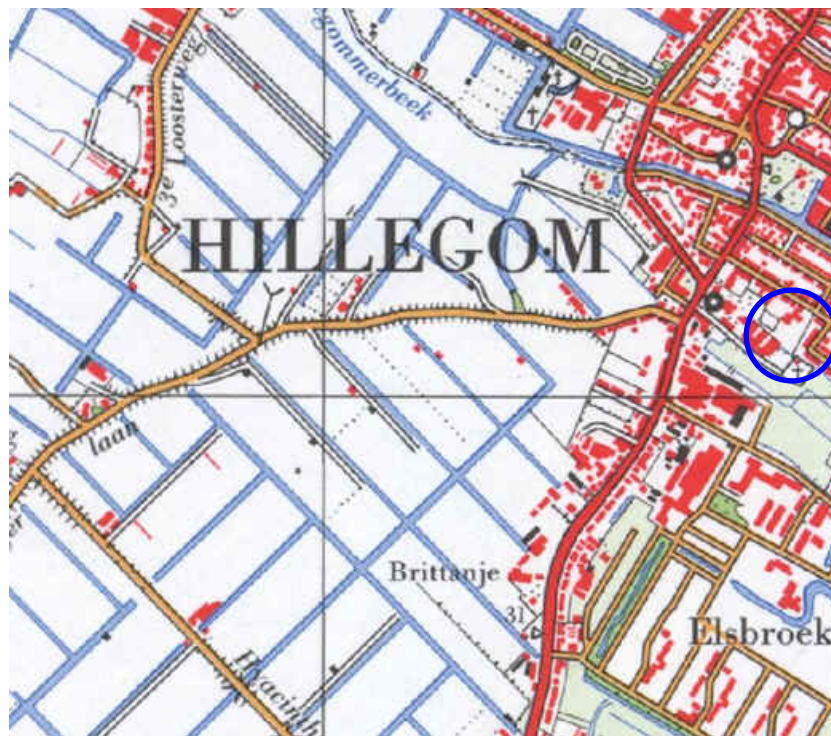 gommerbeek
3e Loosterweg
HILLEGOM
laan
Brittanje
31
Elsbroek
Hyacinth